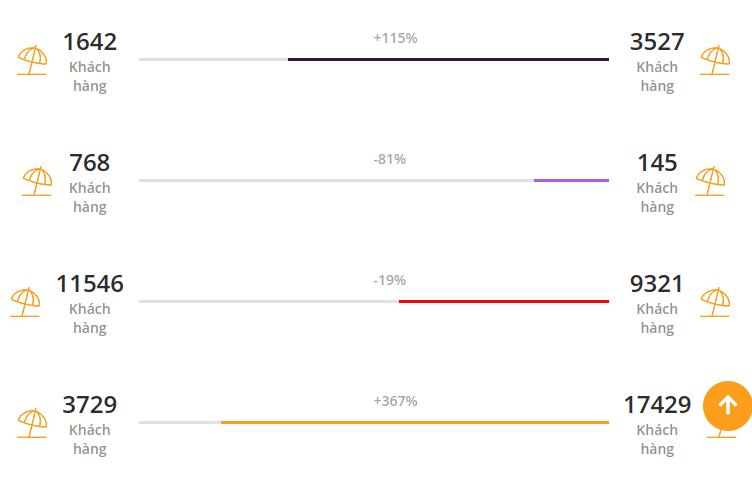 1642
Khách
hàng
+115%
3527
Khách
hàng
768
Khách
hàng
-81%
145
Khách
hàng
11546
Khách
hàng
-19%
9321
Khách
hàng
3729
Khách
hàng
+367%
17429
Khách
hàng